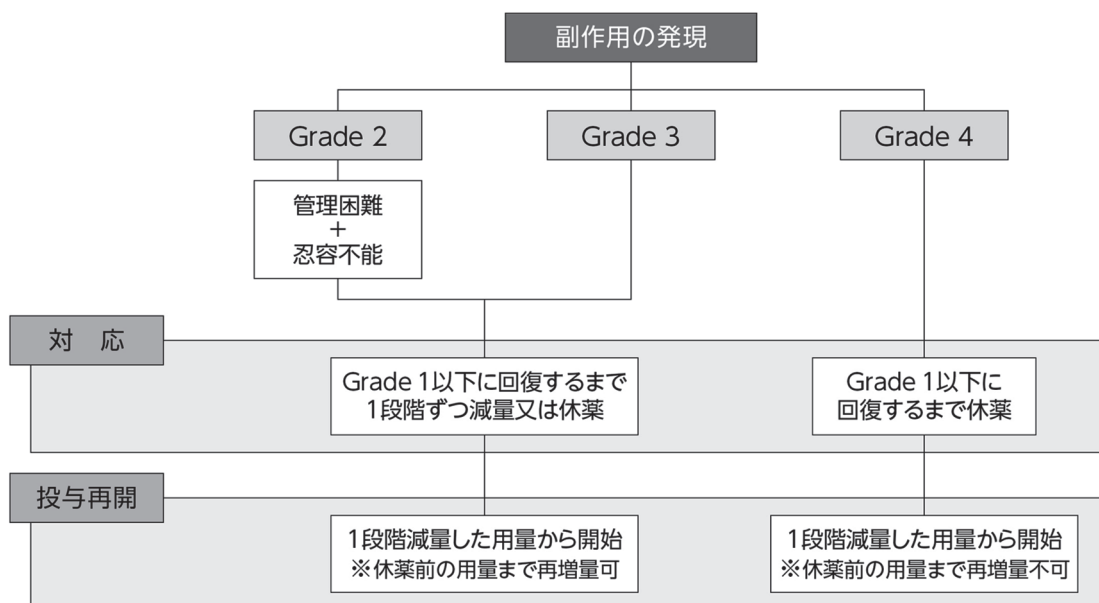 副作用の発現
Grade 2
Grade 3
Grade 4
管理困難
+
忍容不能
対 応
Grade 1以下に回復するまで
1段階ずつ減量又は休薬
Grade 1以下に
回復するまで休薬
投与再開
1段階減量した用量から開始
※休薬前の用量まで再増量可
1段階減量した用量から開始
※休薬前の用量まで再増量不可